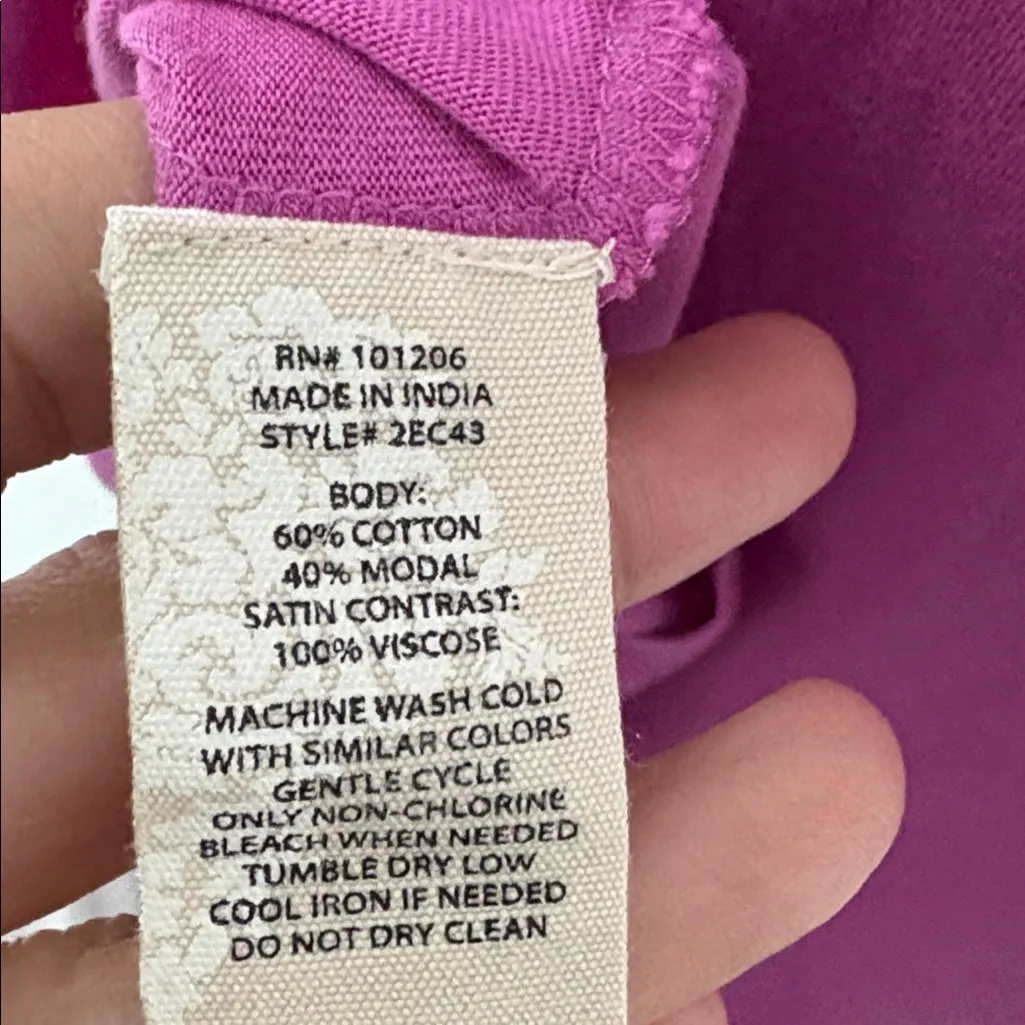 RN# 101206
MADE IN INDIA
STYLE# 2EC43
BODY:
60% COTTON
40% MODAL
SATIN CONTRAST:
100% VISCOSE
MACHINE WASH COLD
WITH SIMILAR COLORS
GENTLE CYCLE
ONLY NON-CHLORINE
BLEACH WHEN NEEDED
TUMBLE DRY LOW
COOL IRON IF NEEDED
DO NOT DRY CLEAN